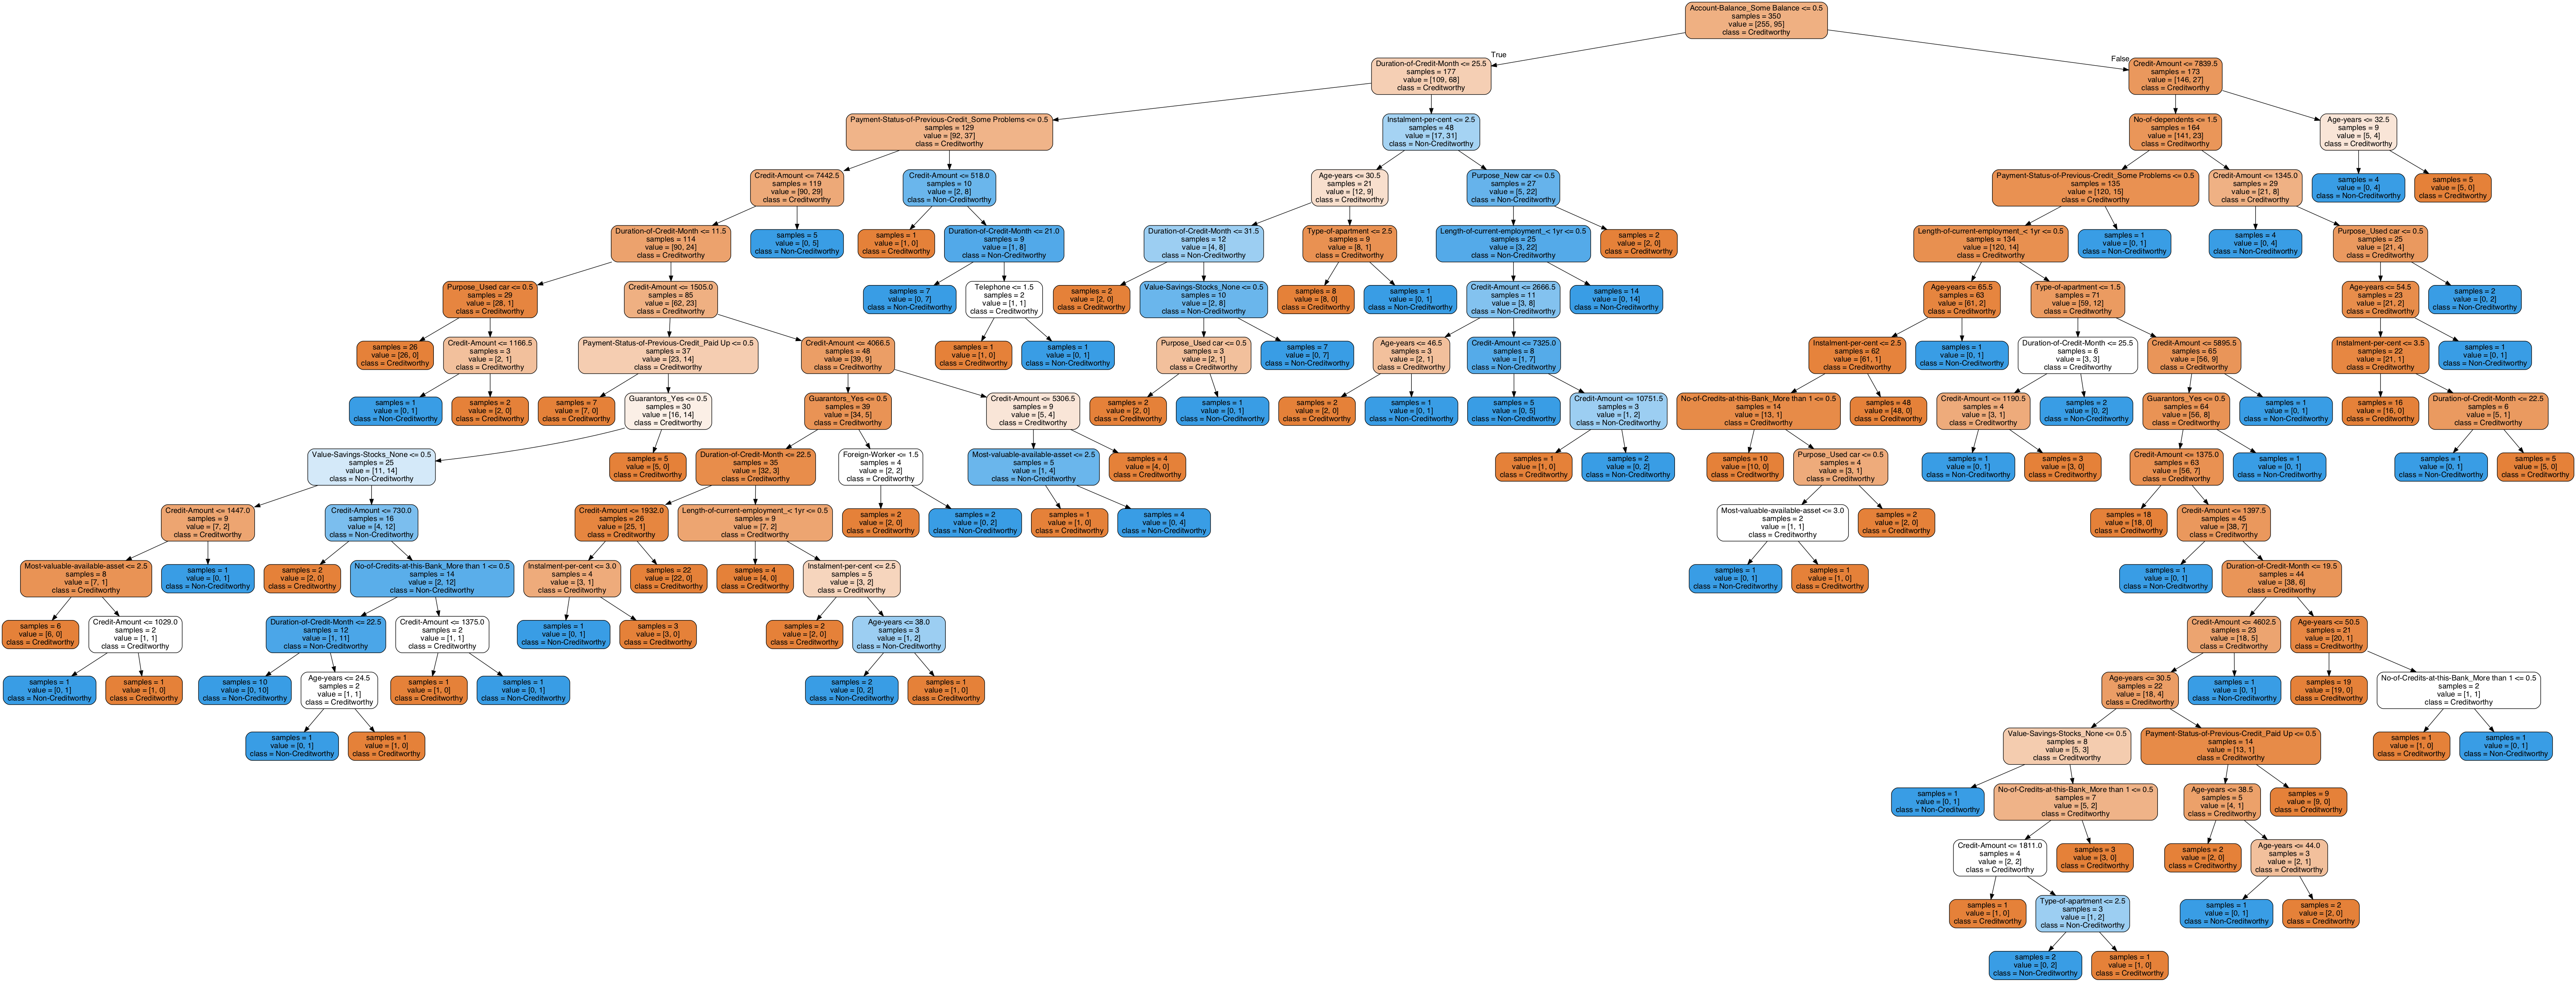 Account-Balance_Some Balance <= 0.5
samples = 350
value = [255, 95]
class = Creditworthy
True
False
Duration-of-Credit-Month <= 25.5
samples = 177
value = [109, 68]
class = Creditworthy
Credit-Amount <= 7839.5
samples = 173
value = [146, 27]
class = Creditworthy
Payment-Status-of-Previous-Credit_Some Problems <= 0.5
samples = 129
value = [92, 37]
class = Creditworthy
Instalment-per-cent <= 2.5
samples = 48
value = [17, 31]
class = Non-Creditworthy
No-of-dependents <= 1.5
samples = 164
value = [141, 23]
class = Creditworthy
Age-years <= 32.5
samples = 9
value = [5, 4]
class = Creditworthy
Credit-Amount <= 7442.5
samples = 119
value = [90, 29]
class = Creditworthy
Credit-Amount <= 518.0
samples = 10
value = [2, 8]
class = Non-Creditworthy
Age-years <= 30.5
samples = 21
value = [12, 9]
class = Creditworthy
Purpose_New car <= 0.5
samples = 27
value = [5, 22]
class = Non-Creditworthy
Payment-Status-of-Previous-Credit_Some Problems <= 0.5
samples = 135
value = [120, 15]
class = Creditworthy
Credit-Amount <= 1345.0
samples = 29
value = [21, 8]
class = Creditworthy
samples = 4
value = [0, 4]
class = Non-Creditworthy
samples = 5
value = [5, 0]
class = Creditworthy
Duration-of-Credit-Month <= 11.5
samples = 114
value = [90, 24]
class = Creditworthy
samples = 5
value = [0, 5]
class = Non-Creditworthy
samples = 1
value = [1, 0]
class = Creditworthy
Duration-of-Credit-Month <= 21.0
samples = 9
value = [1, 8]
class = Non-Creditworthy
Duration-of-Credit-Month <= 31.5
samples = 12
value = [4, 8]
class = Non-Creditworthy
Type-of-apartment <= 2.5
samples = 9
value = [8, 1]
class = Creditworthy
Length-of-current-employment_< 1yr <= 0.5
samples = 25
value = [3, 22]
class = Non-Creditworthy
samples = 2
value = [2, 0]
class = Creditworthy
Length-of-current-employment_< 1yr <= 0.5
samples = 134
value = [120, 14]
class = Creditworthy
samples = 1
value = [0, 1]
class = Non-Creditworthy
samples = 4
value = [0, 4]
class = Non-Creditworthy
Purpose_Used car <= 0.5
samples = 25
value = [21, 4]
class = Creditworthy
Purpose_Used car <= 0.5
samples = 29
value = [28, 1]
class = Creditworthy
Credit-Amount <= 1505.0
samples = 85
value = [62, 23]
class = Creditworthy
samples = 7
value = [0, 7]
class = Non-Creditworthy
Telephone <= 1.5
samples = 2
value = [1, 1]
class = Creditworthy
samples = 2
value = [2, 0]
class = Creditworthy
Value-Savings-Stocks_None <= 0.5
samples = 10
value = [2, 8]
class = Non-Creditworthy
samples = 8
value = [8, 0]
class = Creditworthy
samples = 1
value = [0, 1]
class = Non-Creditworthy
Credit-Amount <= 2666.5
samples = 11
value = [3, 8]
class = Non-Creditworthy
samples = 14
value = [0, 14]
class = Non-Creditworthy
Age-years <= 65.5
samples = 63
value = [61, 2]
class = Creditworthy
Type-of-apartment <= 1.5
samples = 71
value = [59, 12]
class = Creditworthy
Age-years <= 54.5
samples = 23
value = [21, 2]
class = Creditworthy
samples = 2
value = [0, 2]
class = Non-Creditworthy
samples = 26
value = [26, 0]
class = Creditworthy
Credit-Amount <= 1166.5
samples = 3
value = [2, 1]
class = Creditworthy
Payment-Status-of-Previous-Credit_Paid Up <= 0.5
samples = 37
value = [23, 14]
class = Creditworthy
Credit-Amount <= 4066.5
samples = 48
value = [39, 9]
class = Creditworthy
samples = 1
value = [1, 0]
class = Creditworthy
samples = 1
value = [0, 1]
class = Non-Creditworthy
Purpose_Used car <= 0.5
samples = 3
value = [2, 1]
class = Creditworthy
samples = 7
value = [0, 7]
class = Non-Creditworthy
Age-years <= 46.5
samples = 3
value = [2, 1]
class = Creditworthy
Credit-Amount <= 7325.0
samples = 8
value = [1, 7]
class = Non-Creditworthy
Instalment-per-cent <= 2.5
samples = 62
value = [61, 1]
class = Creditworthy
samples = 1
value = [0, 1]
class = Non-Creditworthy
Duration-of-Credit-Month <= 25.5
samples = 6
value = [3, 3]
class = Creditworthy
Credit-Amount <= 5895.5
samples = 65
value = [56, 9]
class = Creditworthy
Instalment-per-cent <= 3.5
samples = 22
value = [21, 1]
class = Creditworthy
samples = 1
value = [0, 1]
class = Non-Creditworthy
samples = 1
value = [0, 1]
class = Non-Creditworthy
samples = 2
value = [2, 0]
class = Creditworthy
samples = 7
value = [7, 0]
class = Creditworthy
Guarantors_Yes <= 0.5
samples = 30
value = [16, 14]
class = Creditworthy
Guarantors_Yes <= 0.5
samples = 39
value = [34, 5]
class = Creditworthy
Credit-Amount <= 5306.5
samples = 9
value = [5, 4]
class = Creditworthy
samples = 2
value = [2, 0]
class = Creditworthy
samples = 1
value = [0, 1]
class = Non-Creditworthy
samples = 2
value = [2, 0]
class = Creditworthy
samples = 1
value = [0, 1]
class = Non-Creditworthy
samples = 5
value = [0, 5]
class = Non-Creditworthy
Credit-Amount <= 10751.5
samples = 3
value = [1, 2]
class = Non-Creditworthy
No-of-Credits-at-this-Bank_More than 1 <= 0.5
samples = 14
value = [13, 1]
class = Creditworthy
samples = 48
value = [48, 0]
class = Creditworthy
Credit-Amount <= 1190.5
samples = 4
value = [3, 1]
class = Creditworthy
samples = 2
value = [0, 2]
class = Non-Creditworthy
Guarantors_Yes <= 0.5
samples = 64
value = [56, 8]
class = Creditworthy
samples = 1
value = [0, 1]
class = Non-Creditworthy
samples = 16
value = [16, 0]
class = Creditworthy
Duration-of-Credit-Month <= 22.5
samples = 6
value = [5, 1]
class = Creditworthy
Value-Savings-Stocks_None <= 0.5
samples = 25
value = [11, 14]
class = Non-Creditworthy
samples = 5
value = [5, 0]
class = Creditworthy
Duration-of-Credit-Month <= 22.5
samples = 35
value = [32, 3]
class = Creditworthy
Foreign-Worker <= 1.5
samples = 4
value = [2, 2]
class = Creditworthy
Most-valuable-available-asset <= 2.5
samples = 5
value = [1, 4]
class = Non-Creditworthy
samples = 4
value = [4, 0]
class = Creditworthy
samples = 1
value = [1, 0]
class = Creditworthy
samples = 2
value = [0, 2]
class = Non-Creditworthy
samples = 10
value = [10, 0]
class = Creditworthy
Purpose_Used car <= 0.5
samples = 4
value = [3, 1]
class = Creditworthy
samples = 1
value = [0, 1]
class = Non-Creditworthy
samples = 3
value = [3, 0]
class = Creditworthy
Credit-Amount <= 1375.0
samples = 63
value = [56, 7]
class = Creditworthy
samples = 1
value = [0, 1]
class = Non-Creditworthy
samples = 1
value = [0, 1]
class = Non-Creditworthy
samples = 5
value = [5, 0]
class = Creditworthy
Credit-Amount <= 1447.0
samples = 9
value = [7, 2]
class = Creditworthy
Credit-Amount <= 730.0
samples = 16
value = [4, 12]
class = Non-Creditworthy
Credit-Amount <= 1932.0
samples = 26
value = [25, 1]
class = Creditworthy
Length-of-current-employment_< 1yr <= 0.5
samples = 9
value = [7, 2]
class = Creditworthy
samples = 2
value = [2, 0]
class = Creditworthy
samples = 2
value = [0, 2]
class = Non-Creditworthy
samples = 1
value = [1, 0]
class = Creditworthy
samples = 4
value = [0, 4]
class = Non-Creditworthy
Most-valuable-available-asset <= 3.0
samples = 2
value = [1, 1]
class = Creditworthy
samples = 2
value = [2, 0]
class = Creditworthy
samples = 18
value = [18, 0]
class = Creditworthy
Credit-Amount <= 1397.5
samples = 45
value = [38, 7]
class = Creditworthy
Most-valuable-available-asset <= 2.5
samples = 8
value = [7, 1]
class = Creditworthy
samples = 1
value = [0, 1]
class = Non-Creditworthy
samples = 2
value = [2, 0]
class = Creditworthy
No-of-Credits-at-this-Bank_More than 1 <= 0.5
samples = 14
value = [2, 12]
class = Non-Creditworthy
Instalment-per-cent <= 3.0
samples = 4
value = [3, 1]
class = Creditworthy
samples = 22
value = [22, 0]
class = Creditworthy
samples = 4
value = [4, 0]
class = Creditworthy
Instalment-per-cent <= 2.5
samples = 5
value = [3, 2]
class = Creditworthy
samples = 1
value = [0, 1]
class = Non-Creditworthy
samples = 1
value = [1, 0]
class = Creditworthy
samples = 1
value = [0, 1]
class = Non-Creditworthy
Duration-of-Credit-Month <= 19.5
samples = 44
value = [38, 6]
class = Creditworthy
samples = 6
value = [6, 0]
class = Creditworthy
Credit-Amount <= 1029.0
samples = 2
value = [1, 1]
class = Creditworthy
Duration-of-Credit-Month <= 22.5
samples = 12
value = [1, 11]
class = Non-Creditworthy
Credit-Amount <= 1375.0
samples = 2
value = [1, 1]
class = Creditworthy
samples = 1
value = [0, 1]
class = Non-Creditworthy
samples = 3
value = [3, 0]
class = Creditworthy
samples = 2
value = [2, 0]
class = Creditworthy
Age-years <= 38.0
samples = 3
value = [1, 2]
class = Non-Creditworthy
Credit-Amount <= 4602.5
samples = 23
value = [18, 5]
class = Creditworthy
Age-years <= 50.5
samples = 21
value = [20, 1]
class = Creditworthy
samples = 1
value = [0, 1]
class = Non-Creditworthy
samples = 1
value = [1, 0]
class = Creditworthy
samples = 10
value = [0, 10]
class = Non-Creditworthy
Age-years <= 24.5
samples = 2
value = [1, 1]
class = Creditworthy
samples = 1
value = [1, 0]
class = Creditworthy
samples = 1
value = [0, 1]
class = Non-Creditworthy
samples = 2
value = [0, 2]
class = Non-Creditworthy
samples = 1
value = [1, 0]
class = Creditworthy
Age-years <= 30.5
samples = 22
value = [18, 4]
class = Creditworthy
samples = 1
value = [0, 1]
class = Non-Creditworthy
samples = 19
value = [19, 0]
class = Creditworthy
No-of-Credits-at-this-Bank_More than 1 <= 0.5
samples = 2
value = [1, 1]
class = Creditworthy
samples = 1
value = [0, 1]
class = Non-Creditworthy
samples = 1
value = [1, 0]
class = Creditworthy
Value-Savings-Stocks_None <= 0.5
samples = 8
value = [5, 3]
class = Creditworthy
Payment-Status-of-Previous-Credit_Paid Up <= 0.5
samples = 14
value = [13, 1]
class = Creditworthy
samples = 1
value = [1, 0]
class = Creditworthy
samples = 1
value = [0, 1]
class = Non-Creditworthy
samples = 1
value = [0, 1]
class = Non-Creditworthy
No-of-Credits-at-this-Bank_More than 1 <= 0.5
samples = 7
value = [5, 2]
class = Creditworthy
Age-years <= 38.5
samples = 5
value = [4, 1]
class = Creditworthy
samples = 9
value = [9, 0]
class = Creditworthy
Credit-Amount <= 1811.0
samples = 4
value = [2, 2]
class = Creditworthy
samples = 3
value = [3, 0]
class = Creditworthy
samples = 2
value = [2, 0]
class = Creditworthy
Age-years <= 44.0
samples = 3
value = [2, 1]
class = Creditworthy
samples = 1
value = [1, 0]
class = Creditworthy
Type-of-apartment <= 2.5
samples = 3
value = [1, 2]
class = Non-Creditworthy
samples = 1
value = [0, 1]
class = Non-Creditworthy
samples = 2
value = [2, 0]
class = Creditworthy
samples = 2
value = [0, 2]
class = Non-Creditworthy
samples = 1
value = [1, 0]
class = Creditworthy